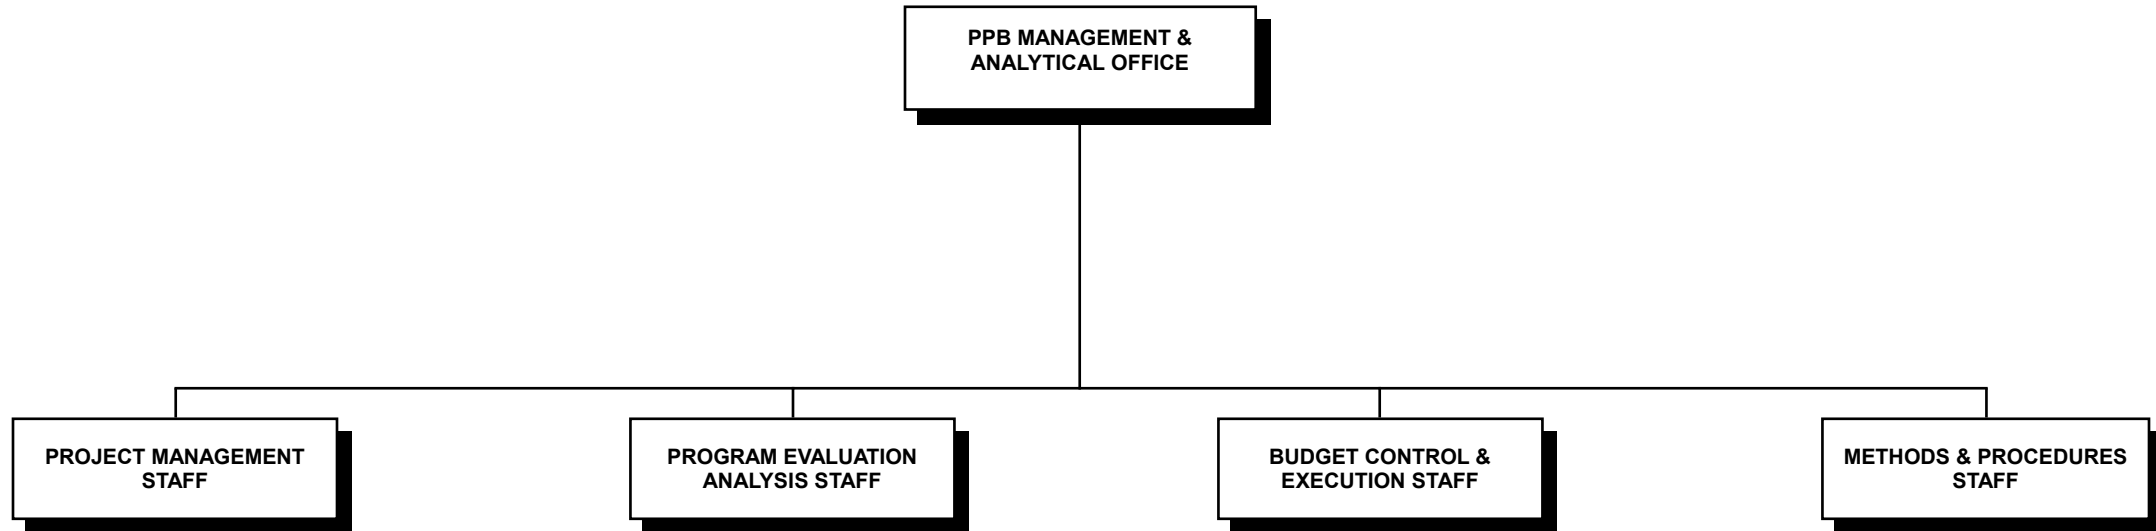 PPB MANAGEMENT &
ANALYTICAL OFFICE
PROJECT MANAGEMENT
STAFF
PROGRAM EVALUATION
ANALYSIS STAFF
BUDGET CONTROL &
EXECUTION STAFF
METHODS & PROCEDURES
STAFF